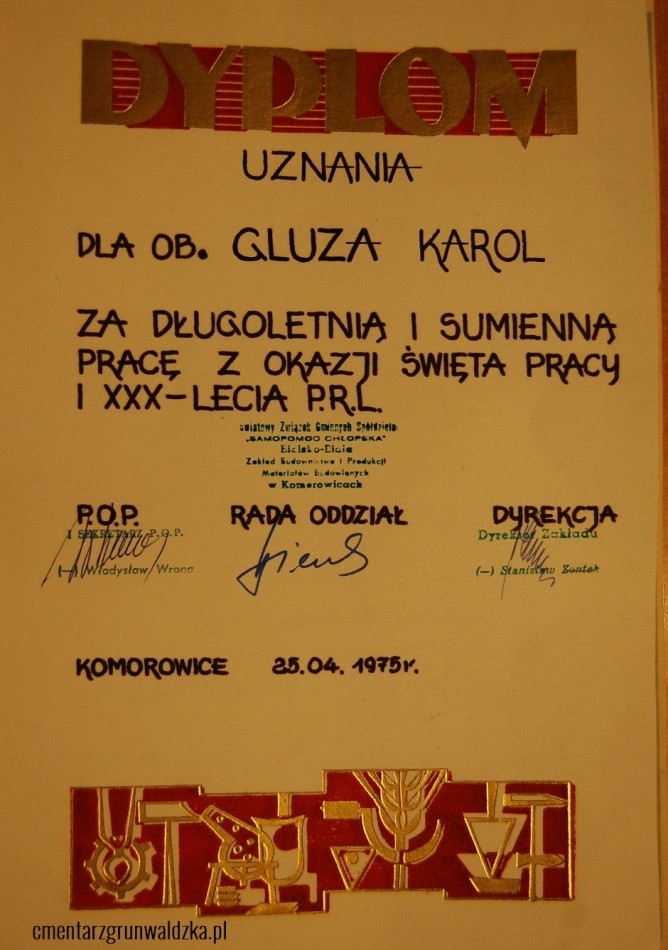 DYPLOM
UZNANIA
DLA OB. GLUZA KAROL
ZA DŁUGOLETNIĄ I SUMIENNĄ
PRACĘ Z OKAZJI ŚWIĘTA PRACY
I XXX-LECIA P.R.L.
Związek Gminnych Spółdzielni
„SAMOPOMOC CHŁOPSKA"
Bielsko-Biała
Zakład Budownictwa i Produkcji
Materiałów budowlanych
w Komorowicach
P.O.P. RADA ODDZIAŁ DYREKCJA
I SEKRETARZ P.O.P. Dyrektor Zakładu
(—) Władysław Wrona (—) Stanisław Zontek
KOMOROWICE 25.04.1975r.
cmentarzgrunwaldzka.pl